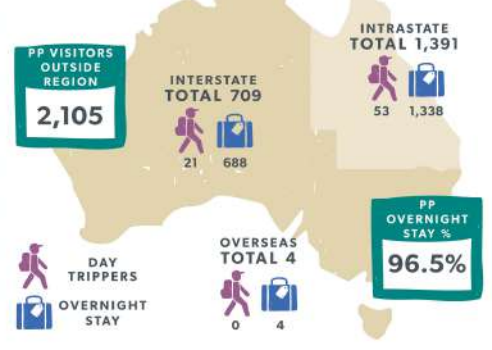 PP VISITORS
OUTSIDE
REGION
2,105
INTERSTATE
TOTAL 709
21 688
INTRASTATE
TOTAL 1,391
53 1,338
PP
OVERNIGHT
STAY %
96.5%
OVERSEAS
TOTAL 4
0 4
DAY
TRIPPERS
OVERNIGHT
STAY